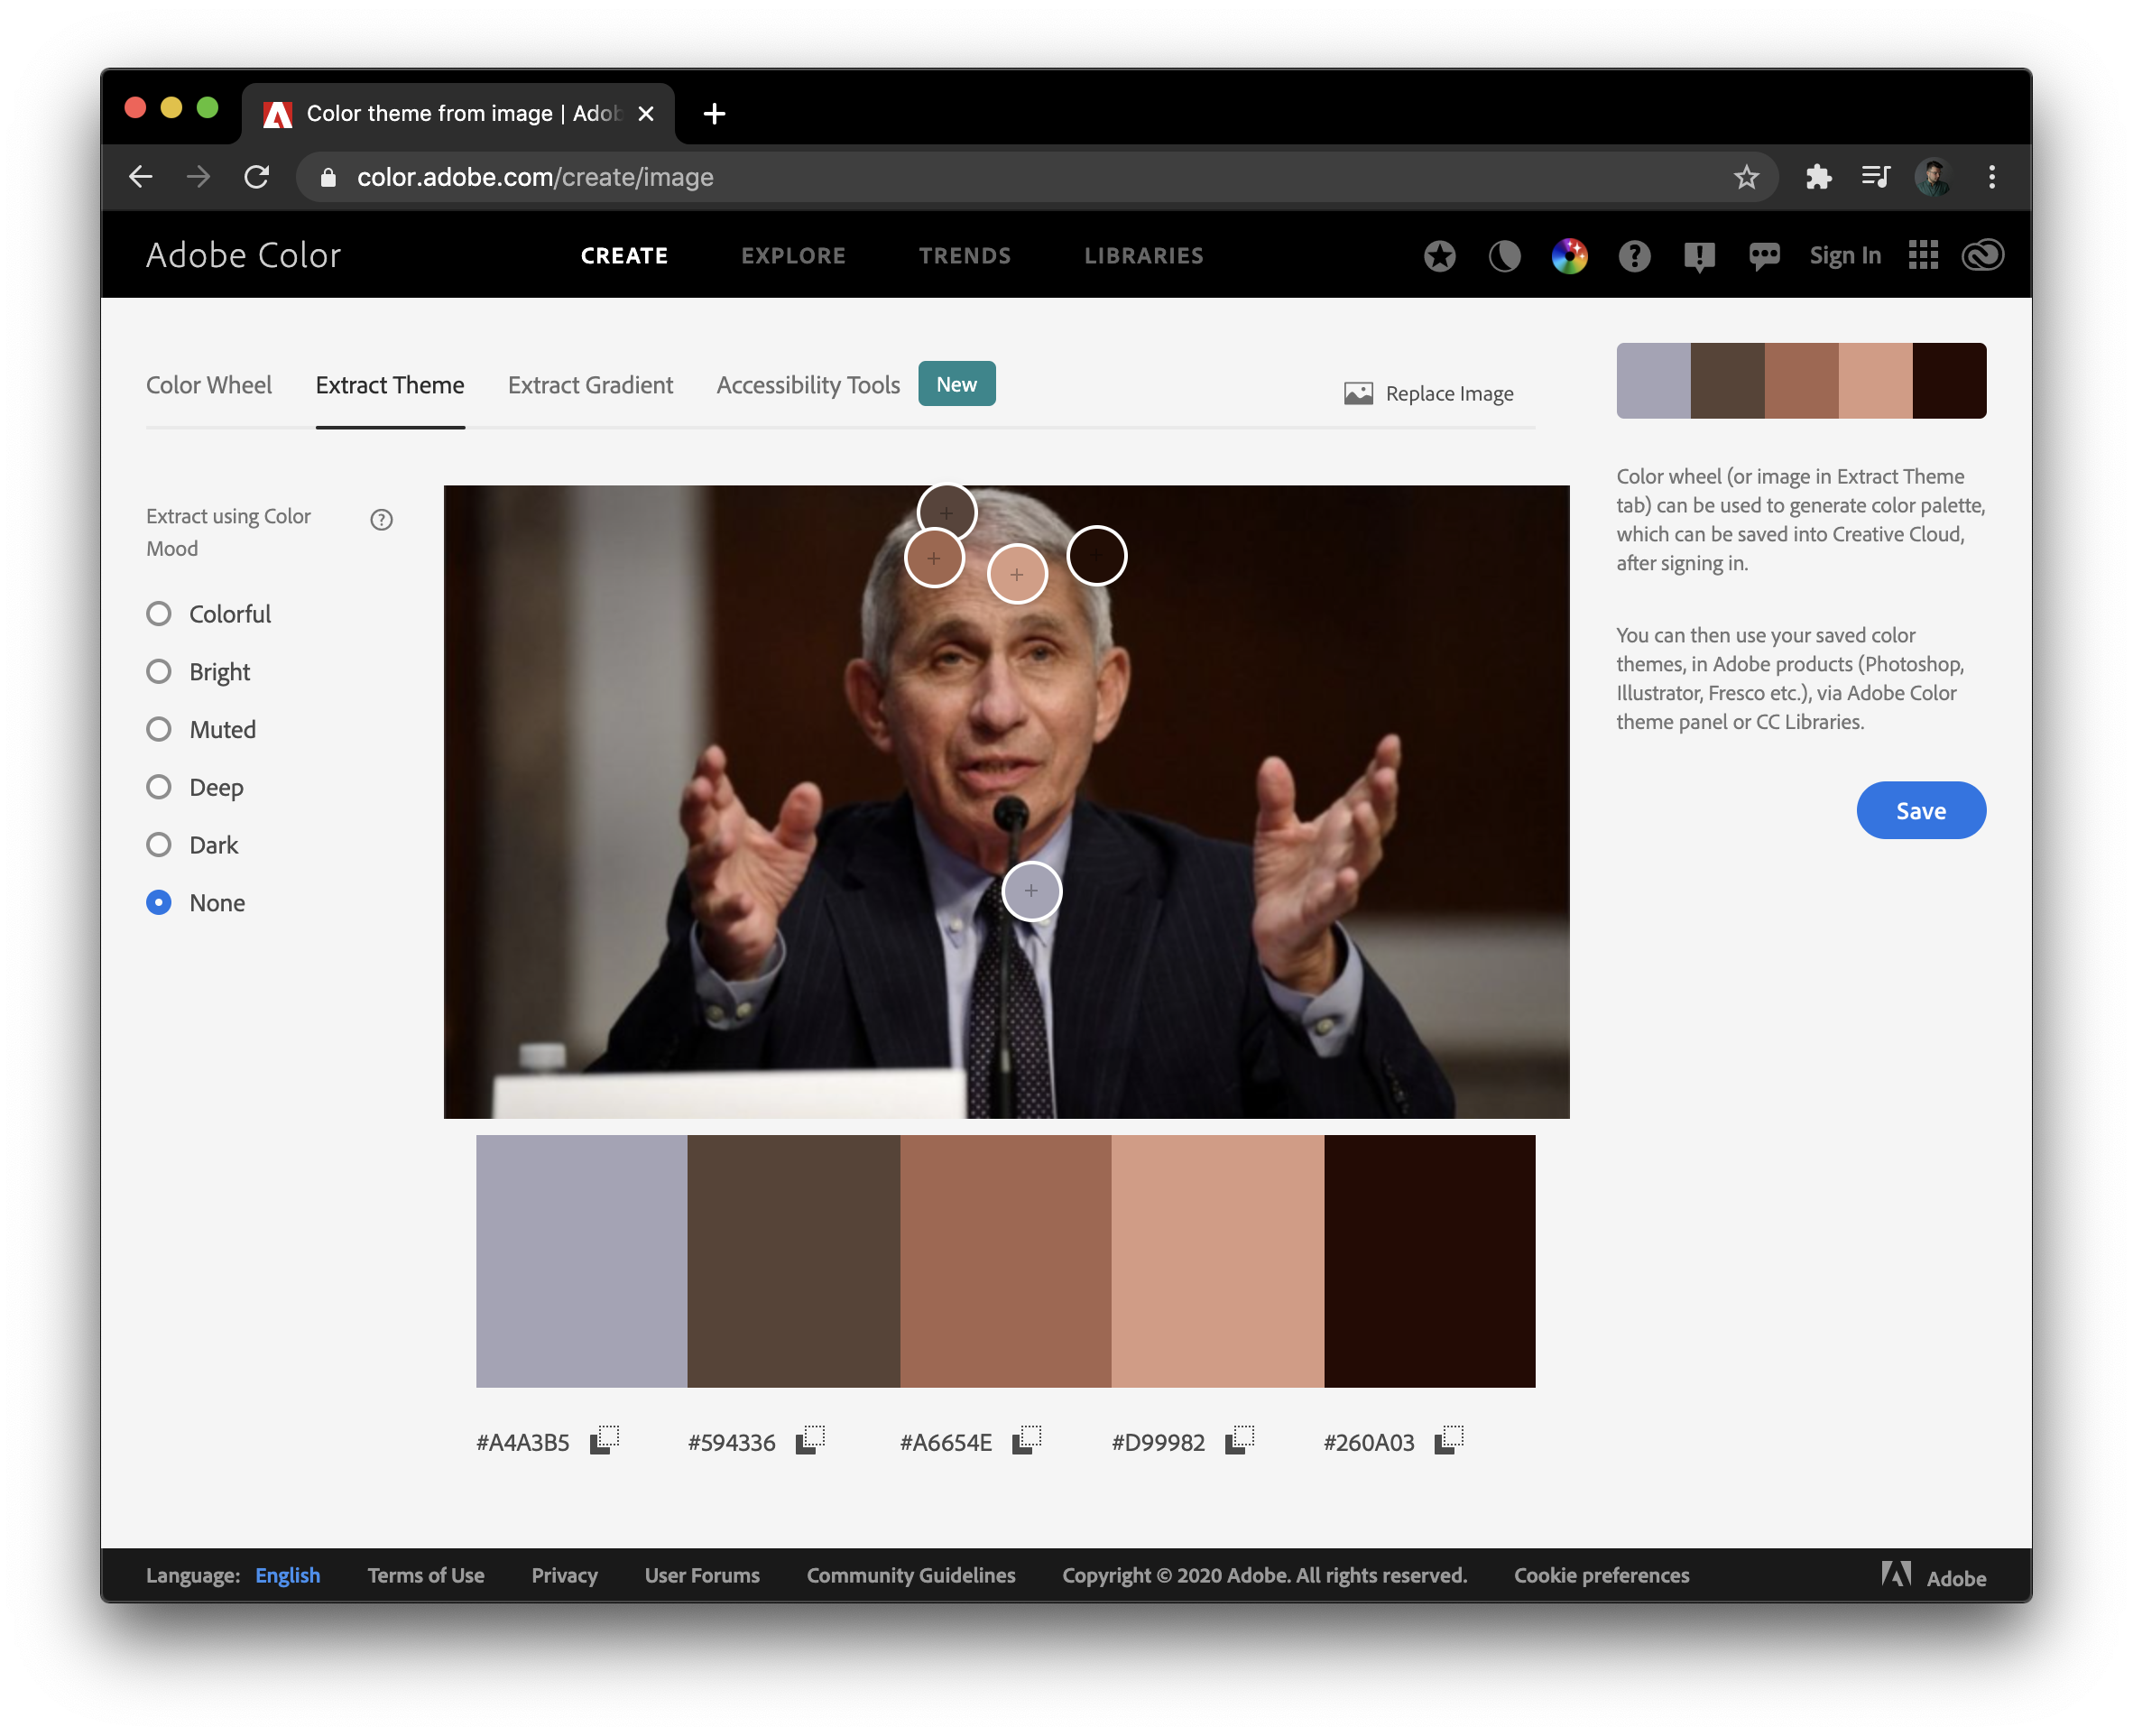 Color theme from image | Adob
color.adobe.com/create/image
Adobe Color
CREATE
EXPLORE
TRENDS
LIBRARIES
Sign In
Color Wheel
Extract Theme
Extract Gradient
Accessibility Tools
New
Replace Image
Extract using Color
Mood
Colorful
Bright
Muted
Deep
Dark
None
Color wheel (or image in Extract Theme
tab) can be used to generate color palette,
which can be saved into Creative Cloud,
after signing in.
You can then use your saved color
themes, in Adobe products (Photoshop,
Illustrator, Fresco etc.), via Adobe Color
theme panel or CC Libraries.
Save
#A4A3B5
#594336
#A6654E
#D99982
#260A03
Language: English
Terms of Use
Privacy
User Forums
Community Guidelines
Copyright © 2020 Adobe. All rights reserved.
Cookie preferences
Adobe